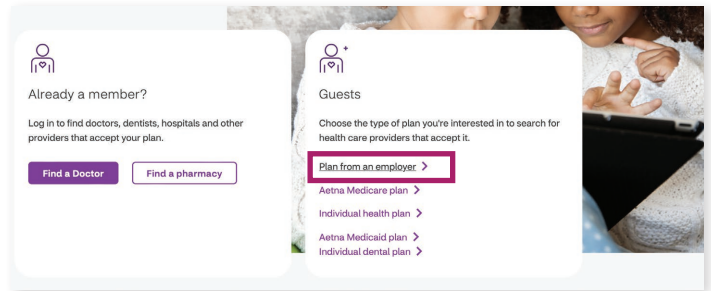 Already a member?
Log in to find doctors, dentists, hospitals and other
providers that accept your plan.
Find a Doctor
Find a pharmacy
Guests
Choose the type of plan you're interested in to search for
health care providers that accept it.
Plan from an employer
Aetna Medicare plan
Individual health plan
Aetna Medicaid plan
Individual dental plan